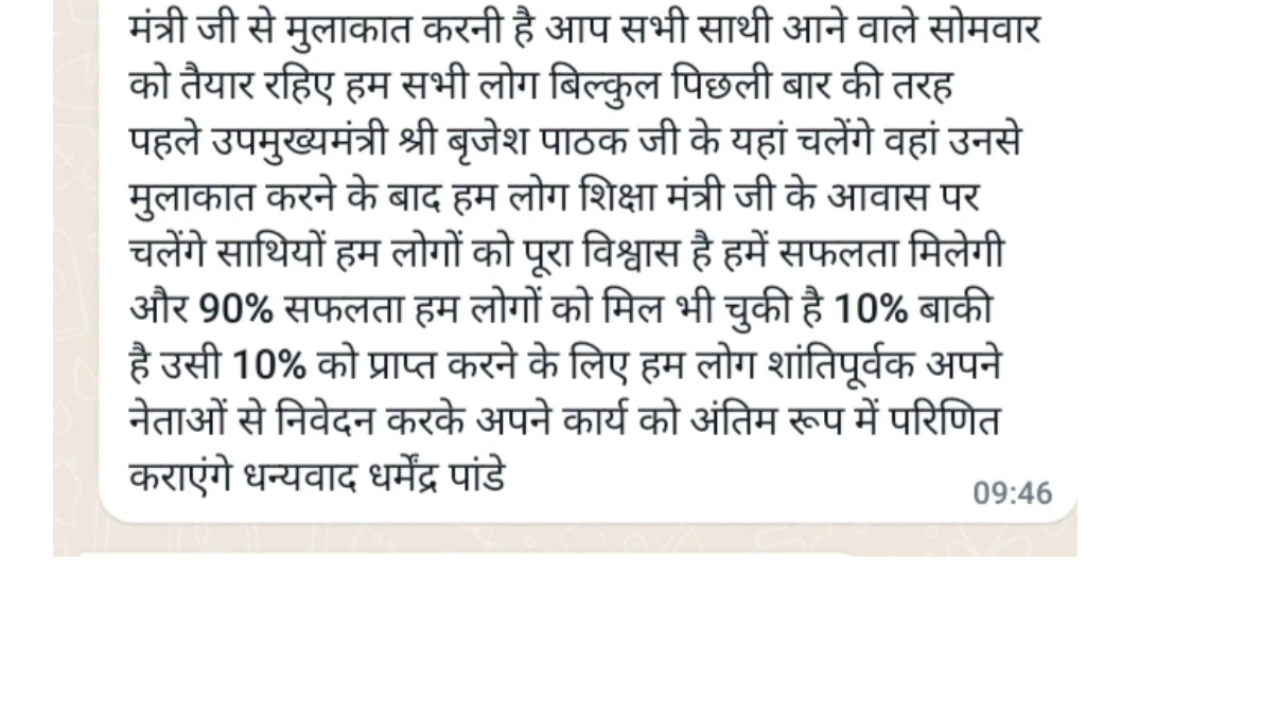 मंत्री जी से मुलाकात करनी है आप सभी साथी आने वाले सोमवार
को तैयार रहिए हम सभी लोग बिल्कुल पिछली बार की तरह
पहले उपमुख्यमंत्री श्री बृजेश पाठक जी के यहां चलेंगे वहां उनसे
मुलाकात करने के बाद हम लोग शिक्षा मंत्री जी के आवास पर
चलेंगे साथियों हम लोगों को पूरा विश्वास है हमें सफलता मिलेगी
और 90% सफलता हम लोगों को मिल भी चुकी है 10% बाकी
है उसी 10% को प्राप्त करने के लिए हम लोग शांतिपूर्वक अपने
नेताओं से निवेदन करके अपने कार्य को अंतिम रूप में परिणित
कराएंगे धन्यवाद धर्मेंद्र पांडे
09:46